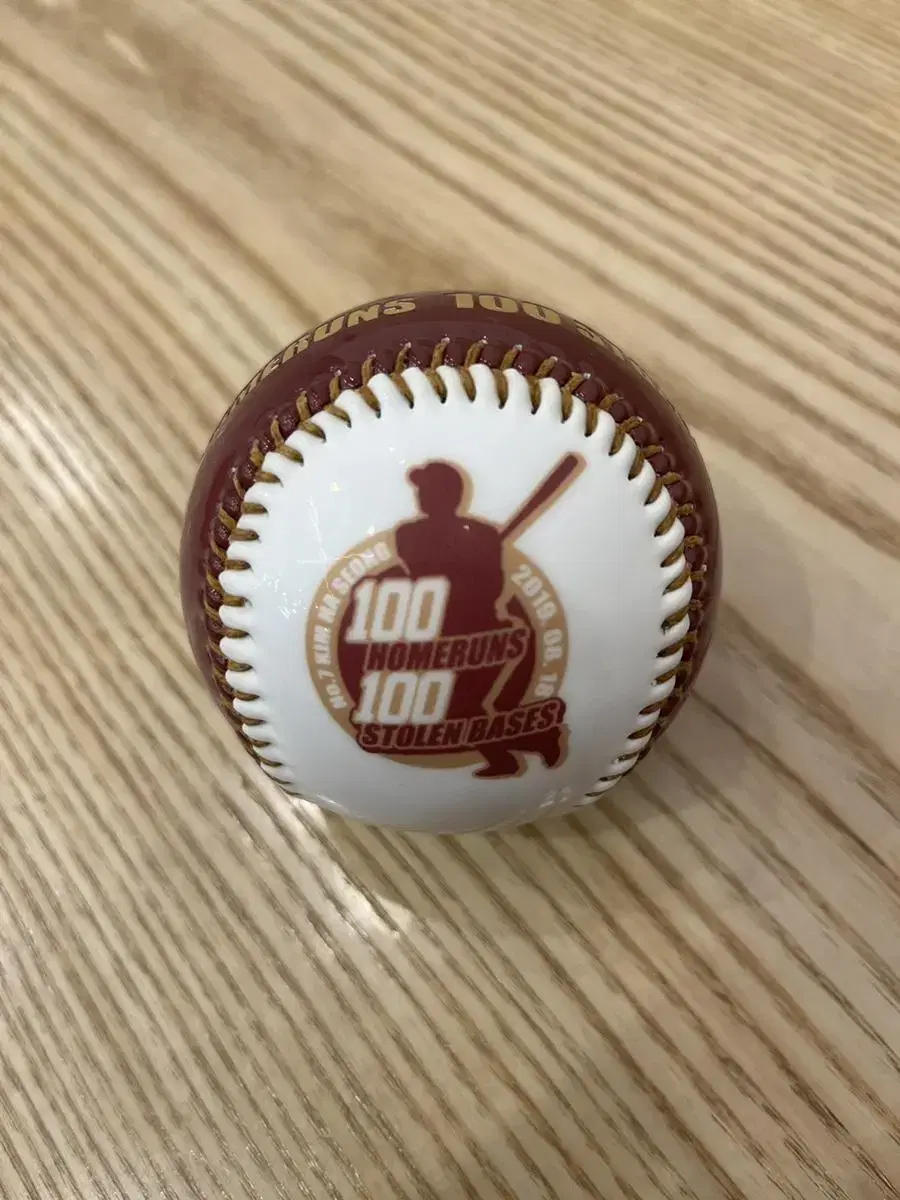 HOMERUNS 100
NO.7 KIM HA SEONG
2019. 08. 18
100
HOMERUNS
100
STOLEN BASES